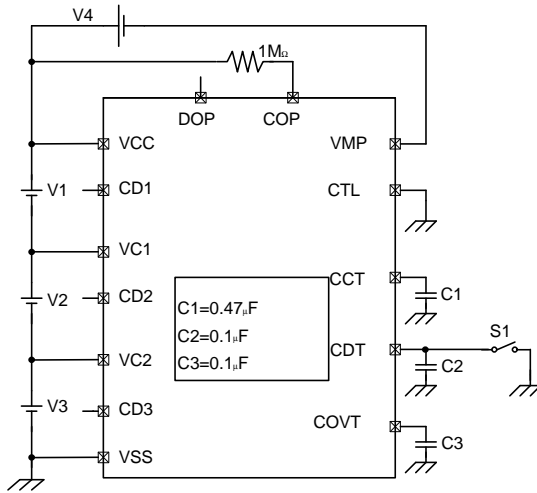 V4
1MΩ
DOP
COP
VCC
VMP
V1
CD1
CTL
VC1
CCT
V2
CD2
C1=0.47μF
C1
C2=0.1μF
CDT
S1
VC2
C3=0.1μF
C2
V3
CD3
COVT
C3
VSS